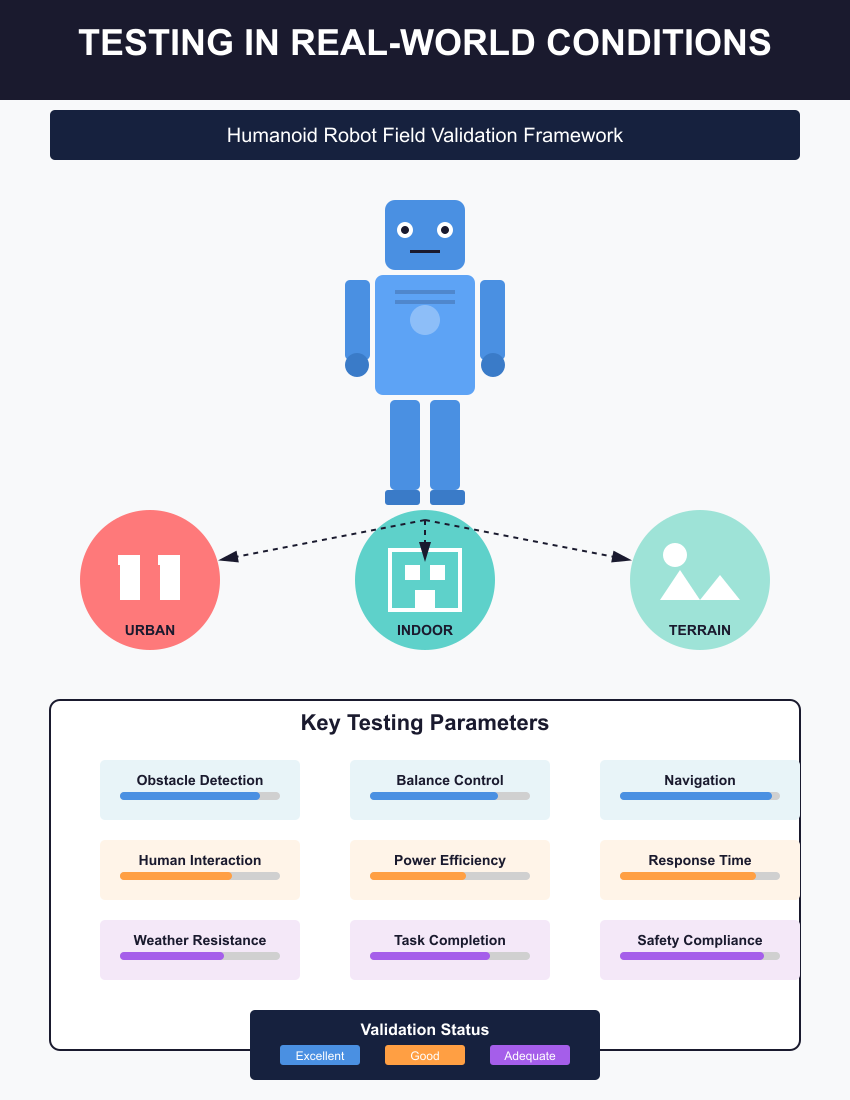 TESTING IN REAL-WORLD CONDITIONS
Humanoid Robot Field Validation Framework
URBAN
INDOOR
TERRAIN
Key Testing Parameters
Obstacle Detection
Balance Control
Navigation
Human Interaction
Power Efficiency
Response Time
Weather Resistance
Task Completion
Safety Compliance
Validation Status
Excellent
Good
Adequate